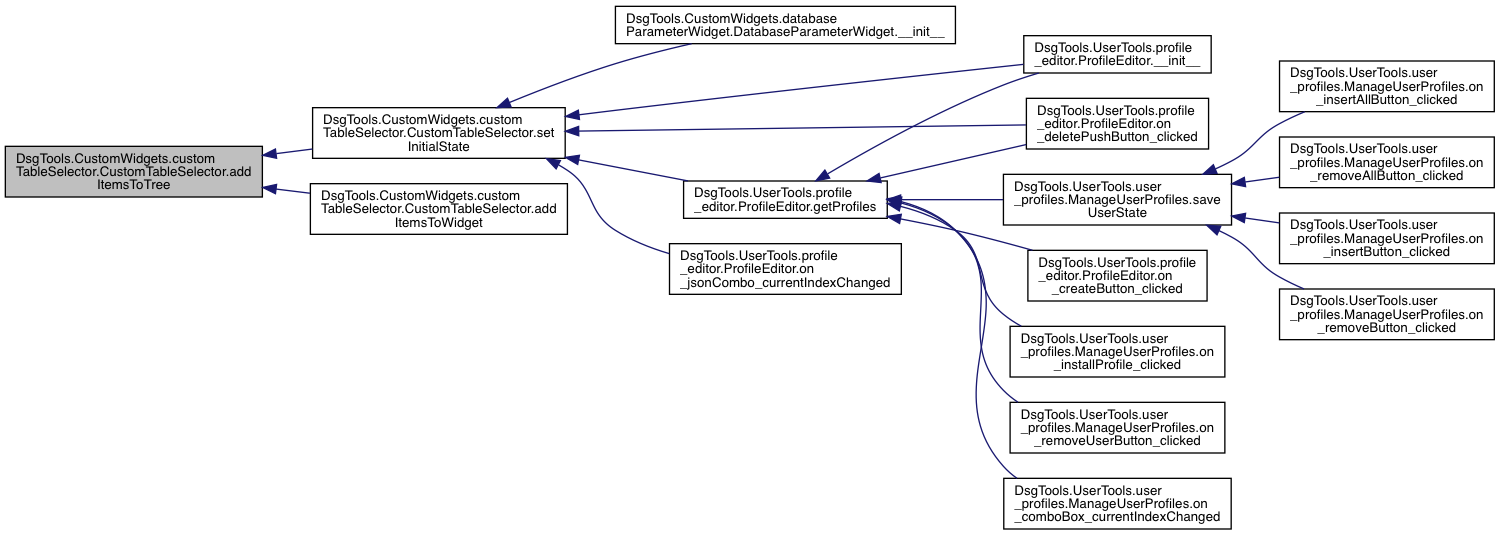 DsgTools.CustomWidgets.custom
TableSelector.CustomTableSelector.add
ItemsToTree
DsgTools.CustomWidgets.custom
TableSelector.CustomTableSelector.set
InitialState
DsgTools.CustomWidgets.custom
TableSelector.CustomTableSelector.add
ItemsToWidget
DsgTools.CustomWidgets.database
ParameterWidget.DatabaseParameterWidget.__init__
DsgTools.UserTools.profile
_editor.ProfileEditor.getProfiles
DsgTools.UserTools.profile
_editor.ProfileEditor.on
_jsonCombo_currentIndexChanged
DsgTools.UserTools.profile
_editor.ProfileEditor.__init__
DsgTools.UserTools.profile
_editor.ProfileEditor.on
_deletePushButton_clicked
DsgTools.UserTools.user
_profiles.ManageUserProfiles.save
UserState
DsgTools.UserTools.profile
_editor.ProfileEditor.on
_createButton_clicked
DsgTools.UserTools.user
_profiles.ManageUserProfiles.on
_installProfile_clicked
DsgTools.UserTools.user
_profiles.ManageUserProfiles.on
_removeUserButton_clicked
DsgTools.UserTools.user
_profiles.ManageUserProfiles.on
_comboBox_currentIndexChanged
DsgTools.UserTools.user
_profiles.ManageUserProfiles.on
_insertAllButton_clicked
DsgTools.UserTools.user
_profiles.ManageUserProfiles.on
_removeAllButton_clicked
DsgTools.UserTools.user
_profiles.ManageUserProfiles.on
_insertButton_clicked
DsgTools.UserTools.user
_profiles.ManageUserProfiles.on
_removeButton_clicked